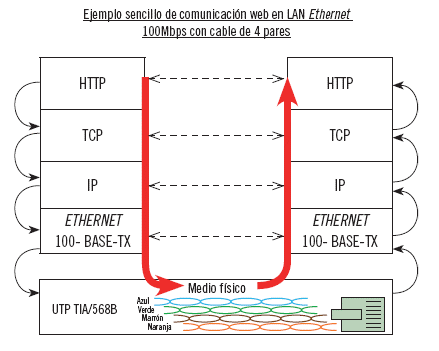 Ejemplo sencillo de comunicación web en LAN Ethernet
100Mbps con cable de 4 pares
HTTP
HTTP
TCP
TCP
IP
IP
ETHERNET
100- BASE-TX
ETHERNET
100- BASE-TX
Medio físico
UTP TIA/568B
Azul
Verde
Marrón
Naranja